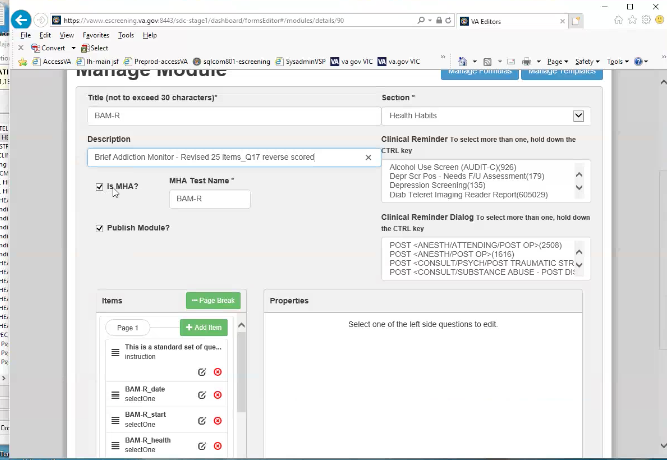 https://vaww.escreening.va.gov:8443/sdc-stage1/dashboard/formsEditor#/modules/details/90
VA Editors
File Edit View Favorites Tools Help
Convert Select
AccessVA lh-main jsf Preprod-accessVA sqlcom801-escreening SysadminVSP va gov VIC va gov VIC
Page Safety Tools
Manage Module
Manage Formulas Manage Templates
Title (not to exceed 30 characters)*
BAM-R
Section *
Health Habits
Description
Brief Addiction Monitor - Revised 25 Items_Q17 reverse scored
Is MHA?
MHA Test Name *
BAM-R
Publish Module?
Clinical Reminder To select more than one, hold down the
CTRL key
Alcohol Use Screen (AUDIT-C)(926)
Depr Scr Pos - Needs F/U Assessment(179)
Depression Screening(135)
Diab Teleret Imaging Reader Report(605029)
Clinical Reminder Dialog To select more than one, hold down
the CTRL key
POST <ANESTH/ATTENDING/POST OP>(2508)
POST <ANESTH/POST OP>(1616)
POST <CONSULT/PSYCH/POST TRAUMATIC STR
POST <CONSULT/SUBSTANCE ABUSE - POST DIS
Items
Page Break
Page 1
Add Item
This is a standard set of que...
instruction
BAM-R_date
selectOne
BAM-R_start
selectOne
BAM-R_health
selectOne
Properties
Select one of the left side questions to edit.